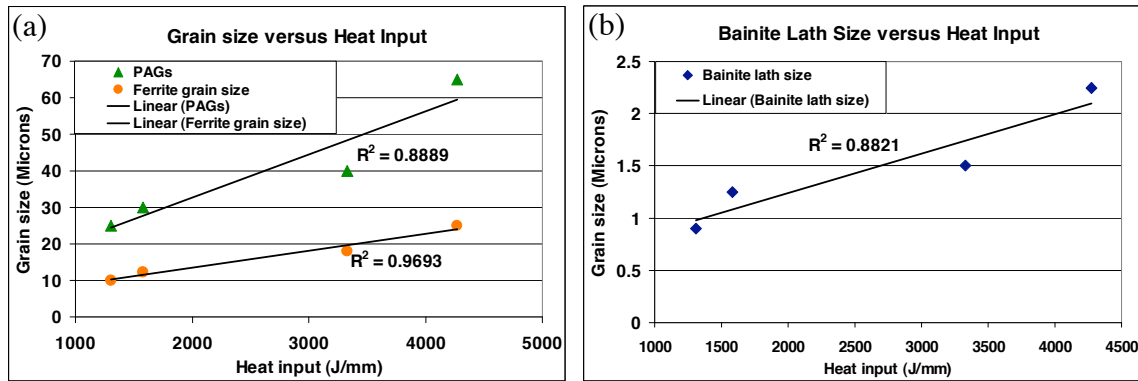 (a)
Grain size versus Heat Input
70
60
50
40
30
20
10
0
Grain size (Microns)
PAGs
Ferrite grain size
Linear (PAGs)
Linear (Ferrite grain size)
R² = 0.8889
R² = 0.9693
1000 2000 3000 4000 5000
Heat input (J/mm)
(b)
Bainite Lath Size versus Heat Input
2.5
2
1.5
1
0.5
0
Grain size (Microns)
Bainite lath size
Linear (Bainite lath size)
R² = 0.8821
1000 1500 2000 2500 3000 3500 4000 4500
Heat input (J/mm)